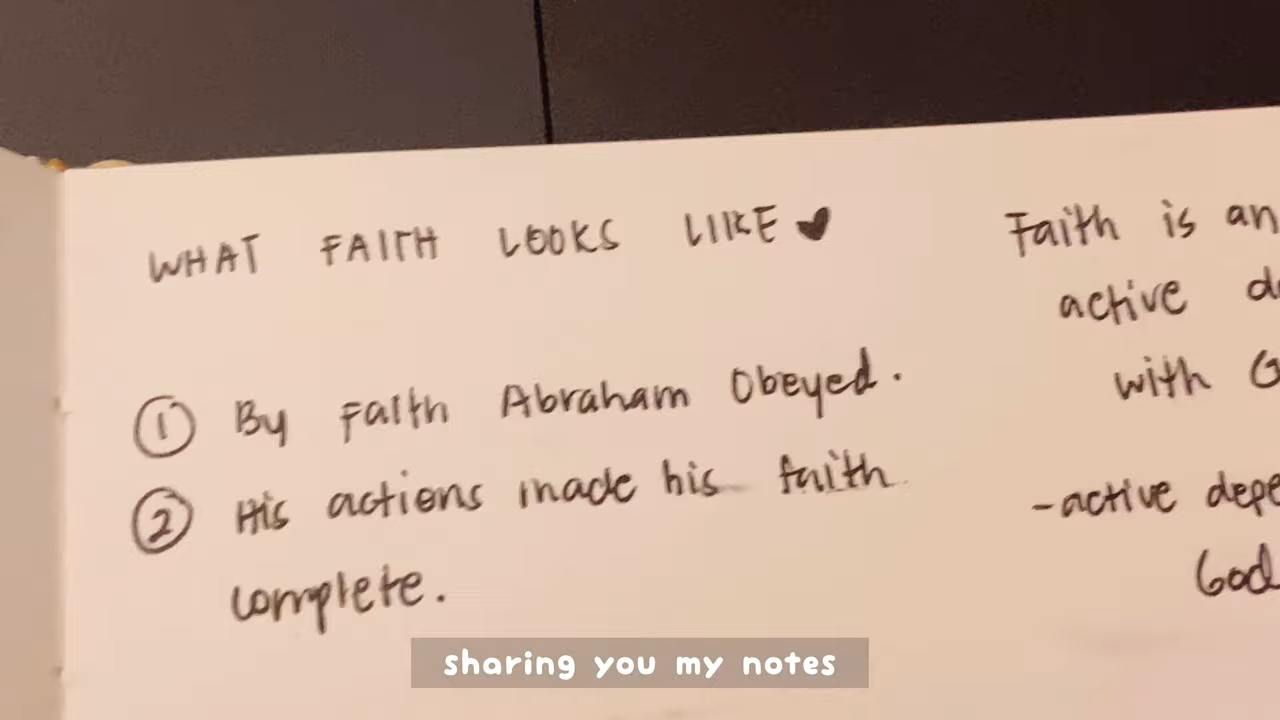 WHAT FAITH LOOKS LIKE ♥
① By Faith Abraham Obeyed.
② His actions made his faith
complete.
Faith is an
active
with
-active
God
sharing you my notes